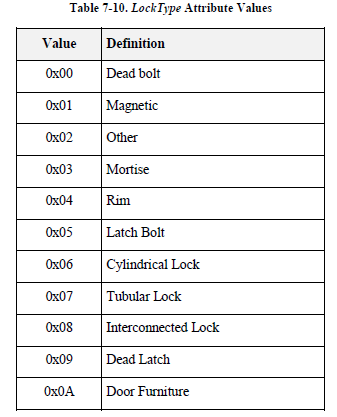 Table 7-10. LockType Attribute Values
Value Definition
0x00 Dead bolt
0x01 Magnetic
0x02 Other
0x03 Mortise
0x04 Rim
0x05 Latch Bolt
0x06 Cylindrical Lock
0x07 Tubular Lock
0x08 Interconnected Lock
0x09 Dead Latch
0x0A Door Furniture